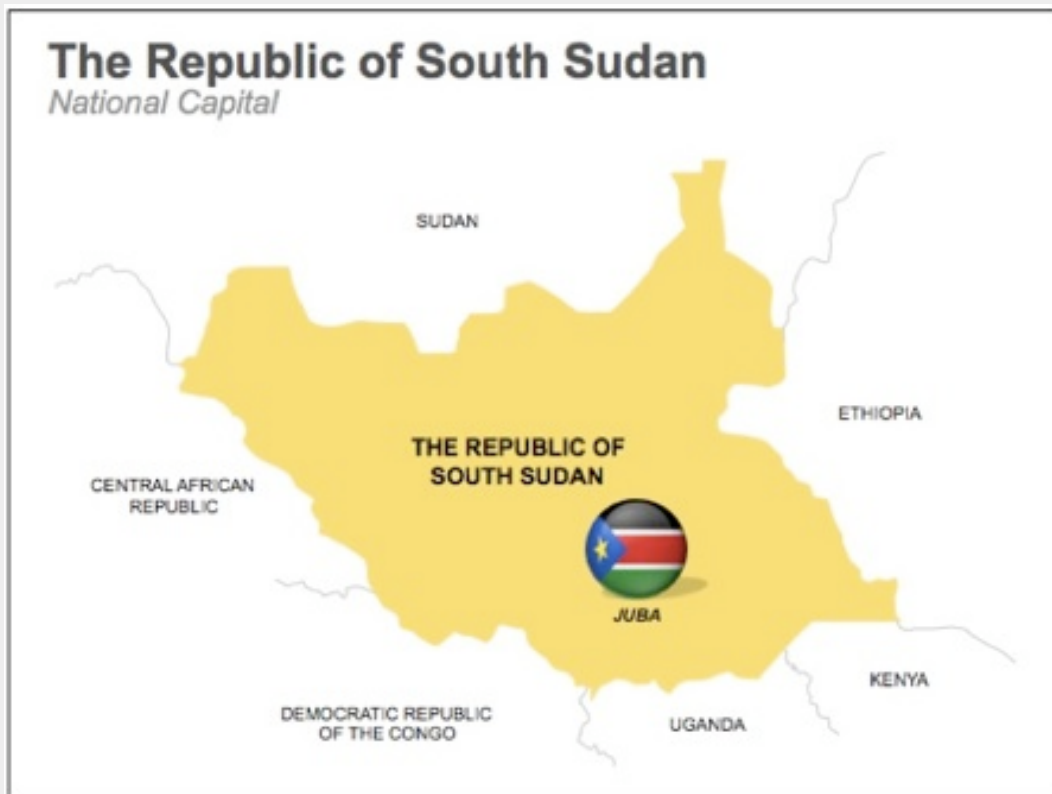 The Republic of South Sudan
National Capital
SUDAN
ETHIOPIA
THE REPUBLIC OF
SOUTH SUDAN
CENTRAL AFRICAN
REPUBLIC
JUBA
KENYA
DEMOCRATIC REPUBLIC
OF THE CONGO
UGANDA